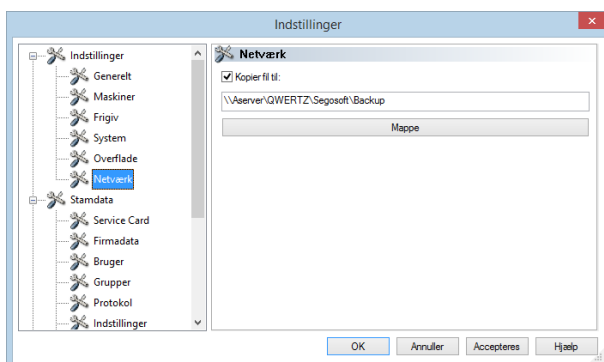 Indstillinger
Indstillinger
Generelt
Maskiner
Frigiv
System
Overflade
Netværk
Stamdata
Service Card
Firmadata
Bruger
Grupper
Protokol
Indstillinger
Netværk
Kopier fil til:
\\Aserver\QWERTZ\Segosoft\Backup
Mappe
OK
Annuller
Accepteres
Hjælp